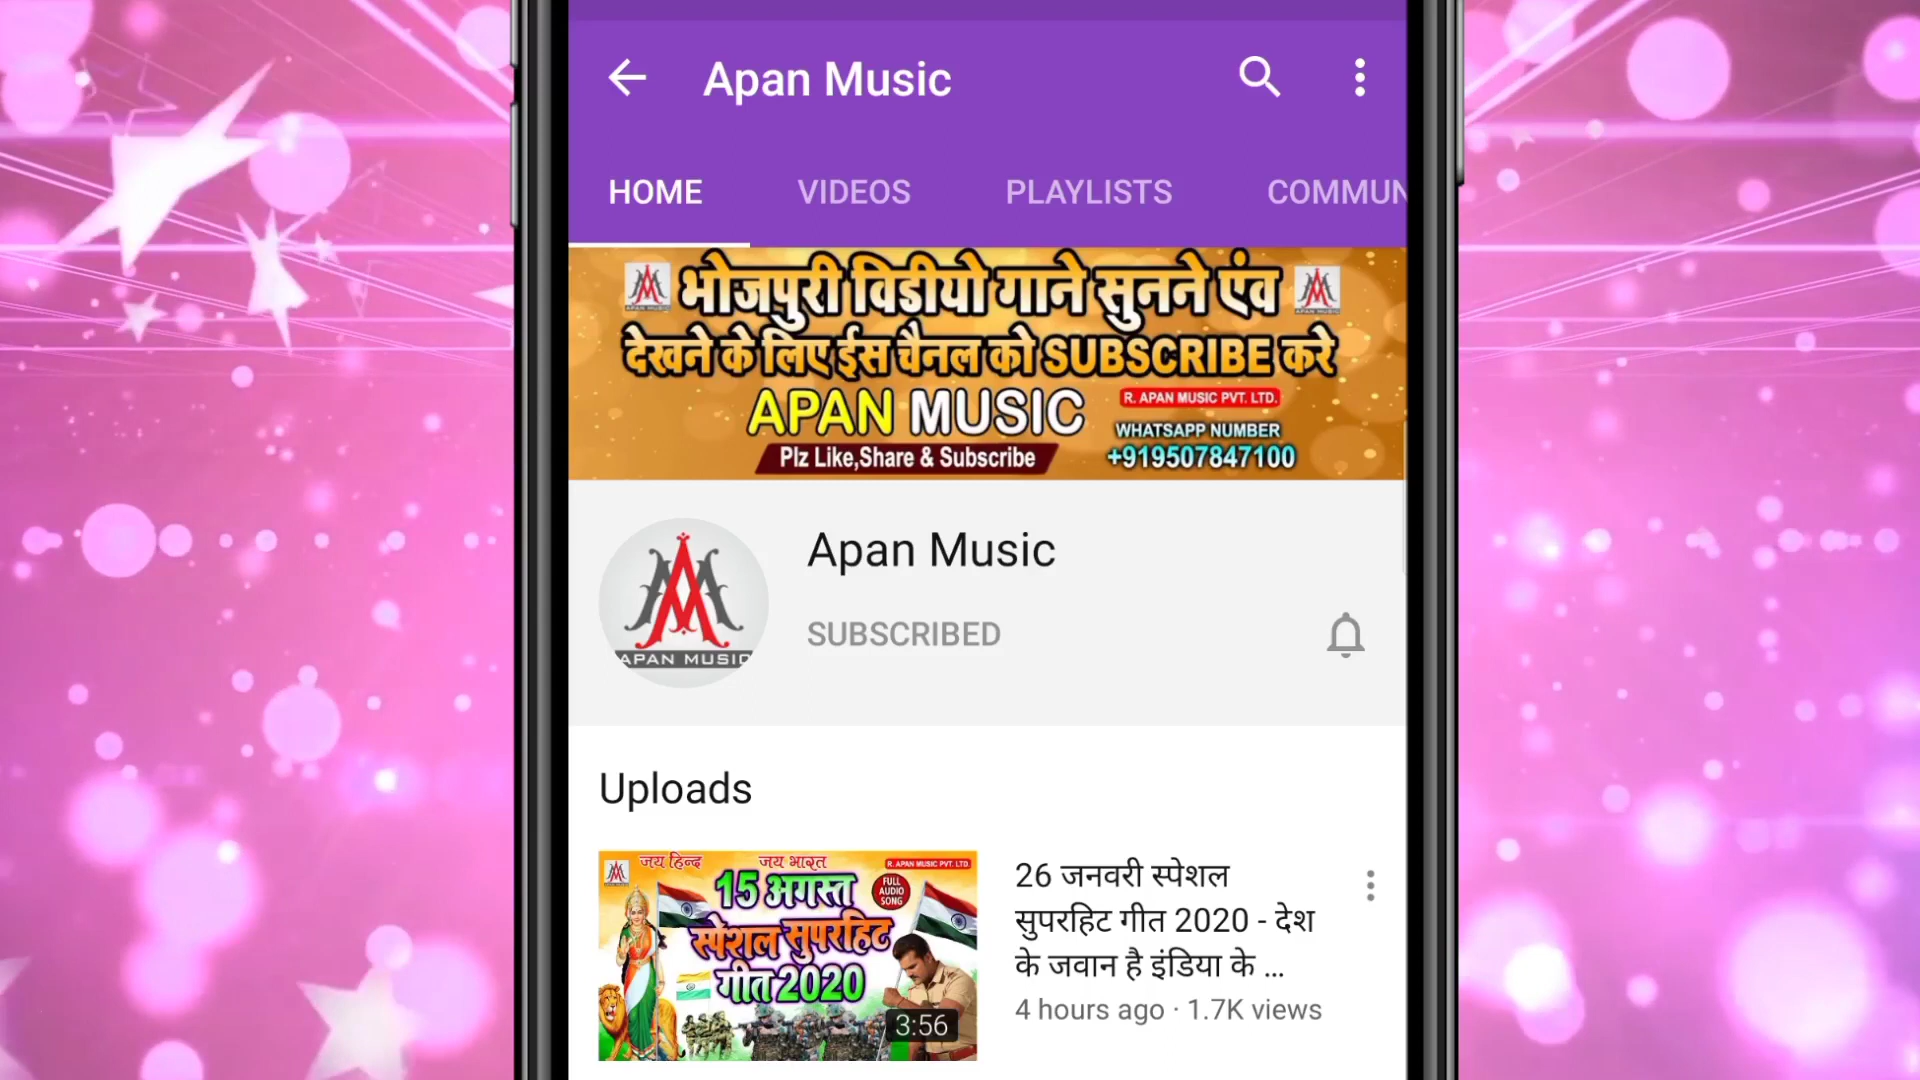 Apan Music
HOME VIDEOS PLAYLISTS COMMUN
भोजपुरी विडीयो गाने सुनने एंव
देखने के लिए ईस चैनल को SUBSCRIBE करे
APAN MUSIC
R. APAN MUSIC PVT. LTD.
Plz Like,Share & Subscribe
WHATSAPP NUMBER
+919507847100
Apan Music
SUBSCRIBED
APAN MUSIC
Uploads
जय हिन्द जय भारत R. APAN MUSIC PVT. LTD
15 अगस्त
FULL
AUDIO
SONG
स्पेशल सुपरहिट
गीत 2020
3:56
26 जनवरी स्पेशल
सुपरहिट गीत 2020 - देश
के जवान है इंडिया के ...
4 hours ago · 1.7K views